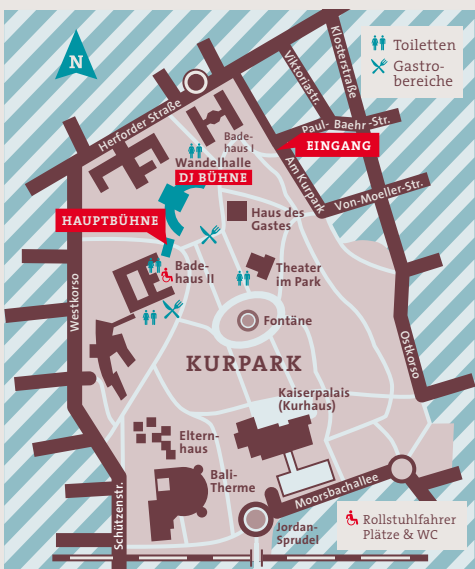 N
Toiletten
Gastro-
bereiche
Klosterstraße
Viktoriastr.
Herforder Straße
Paul- Baehr-Str.
EINGANG
Am Kurpark
Von-Moeller-Str.
Bade-
haus I
Wandelhalle
DJ BÜHNE
HAUPTBÜHNE
Haus des
Gastes
Bade-
haus II
Theater
im Park
Westkorso
Ostkorso
Fontäne
KURPARK
Kaiserpalais
(Kurhaus)
Eltern-
haus
Bali-
Therme
Moorsbachallee
Schützenstr.
Jordan-
Sprudel
Rollstuhlfahrer
Plätze & WC